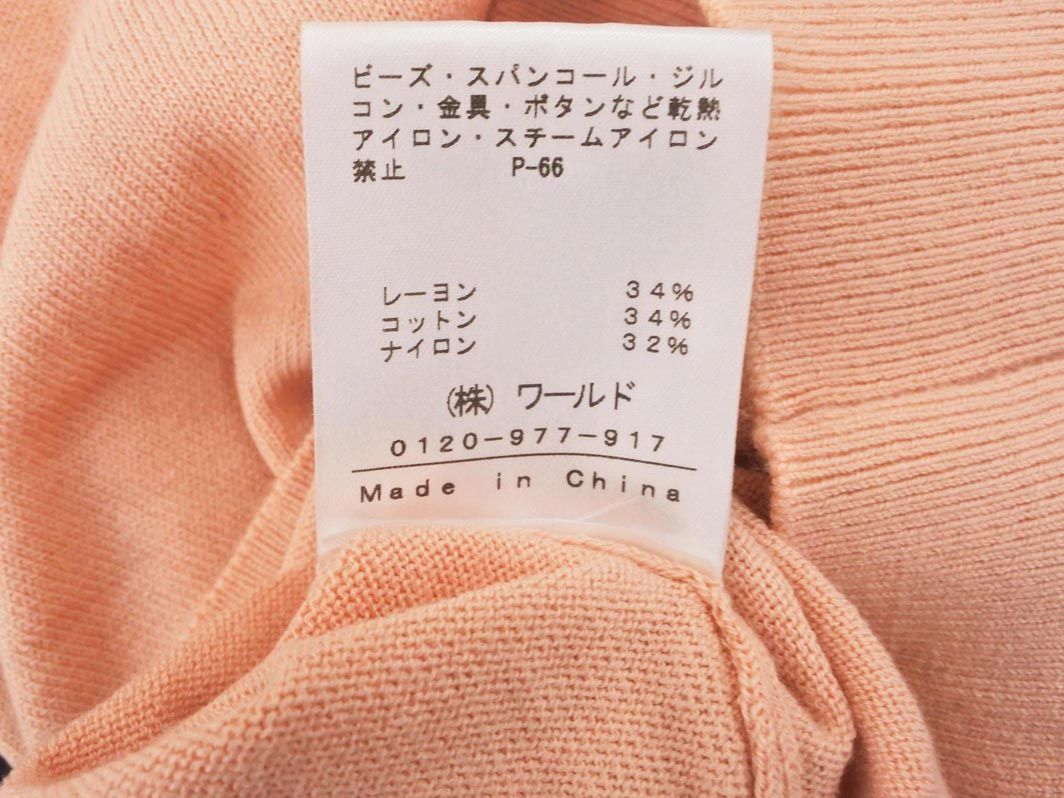 ビーズ・スパンコール・ジル
コン・金具・ボタンなど乾熱
アイロン・スチームアイロン
禁止 P-66
レーヨン 34%
コットン 34%
ナイロン 32%
(株) ワールド
0120-977-917
Made in China